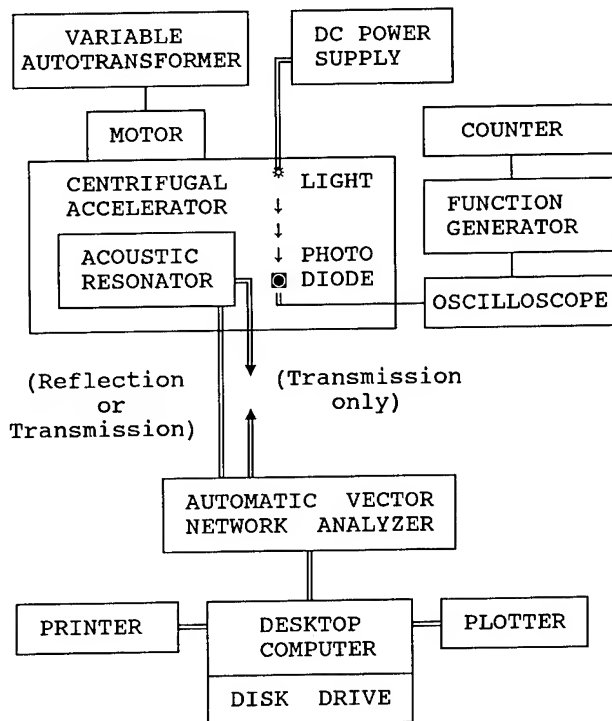 VARIABLE
AUTOTRANSFORMER
DC POWER
SUPPLY
MOTOR
COUNTER
CENTRIFUGAL
ACCELERATOR
LIGHT
FUNCTION
GENERATOR
ACOUSTIC
RESONATOR
PHOTO
DIODE
OSCILLOSCOPE
(Reflection
or
Transmission)
(Transmission
only)
AUTOMATIC VECTOR
NETWORK ANALYZER
PRINTER
DESKTOP
COMPUTER
PLOTTER
DISK DRIVE